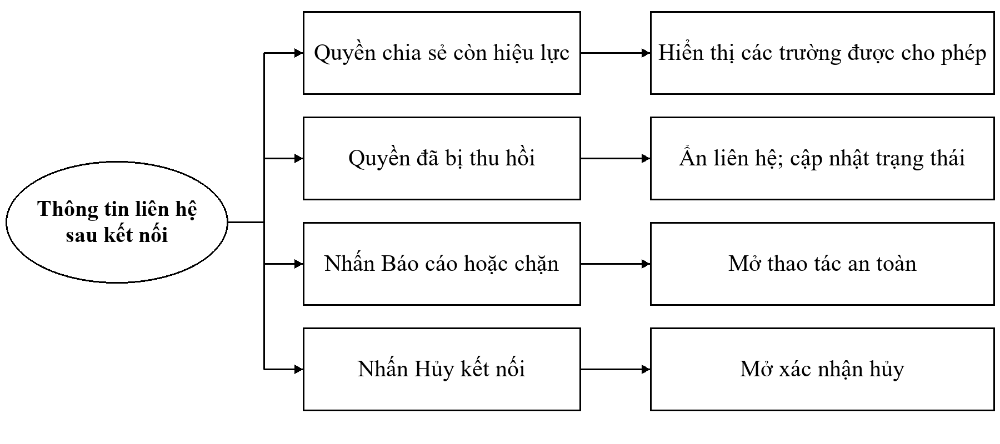 Thông tin liên hệ
sau kết nối
Quyền chia sẻ còn hiệu lực
Hiển thị các trường được cho phép
Quyền đã bị thu hồi
Ẩn liên hệ; cập nhật trạng thái
Nhấn Báo cáo hoặc chặn
Mở thao tác an toàn
Nhấn Hủy kết nối
Mở xác nhận hủy